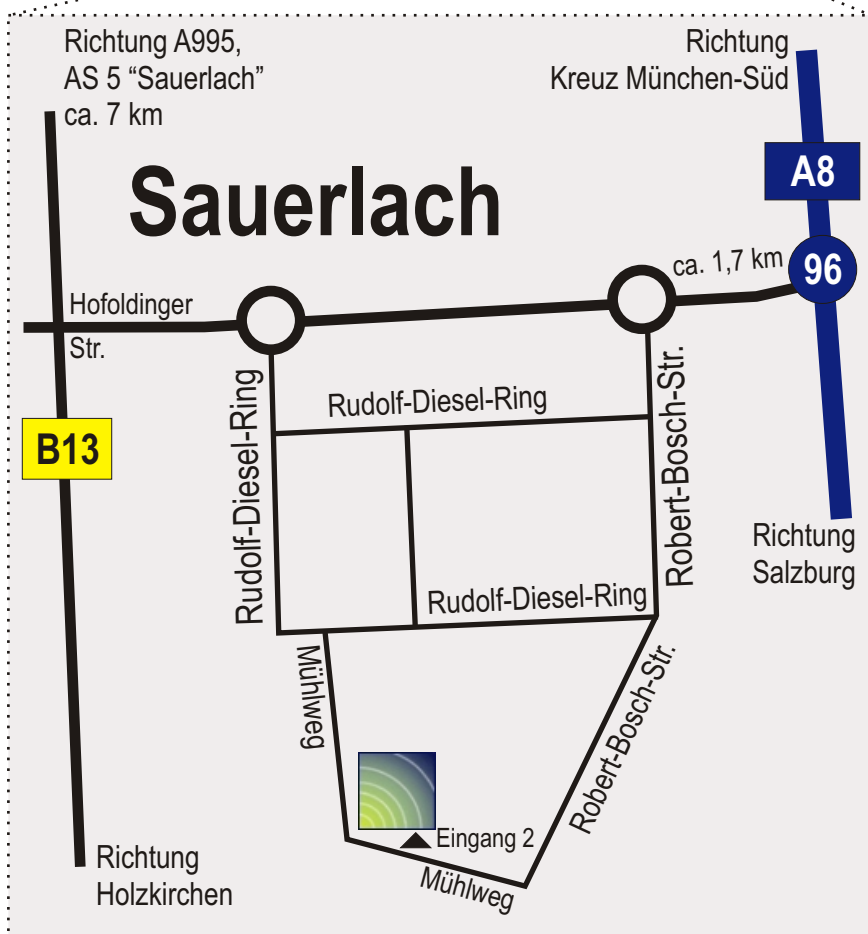 Richtung A995,
AS 5 “Sauerlach”
ca. 7 km
Richtung
Kreuz München-Süd
A8
Sauerlach
ca. 1,7 km
96
Hofoldinger
Str.
Rudolf-Diesel-Ring
Rudolf-Diesel-Ring
Robert-Bosch-Str.
B13
Richtung
Salzburg
Rudolf-Diesel-Ring
Mühlweg
Robert-Bosch-Str.
Eingang 2
Mühlweg
Richtung
Holzkirchen